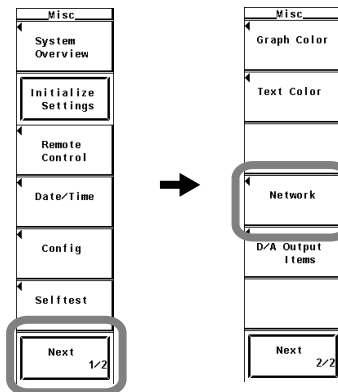 Misc
System
Overview
Initialize
Settings
Remote
Control
Date/Time
Config
Selftest
Next
1/2
Misc
Graph Color
Text Color
Network
D/A Output
Items
Next
2/2